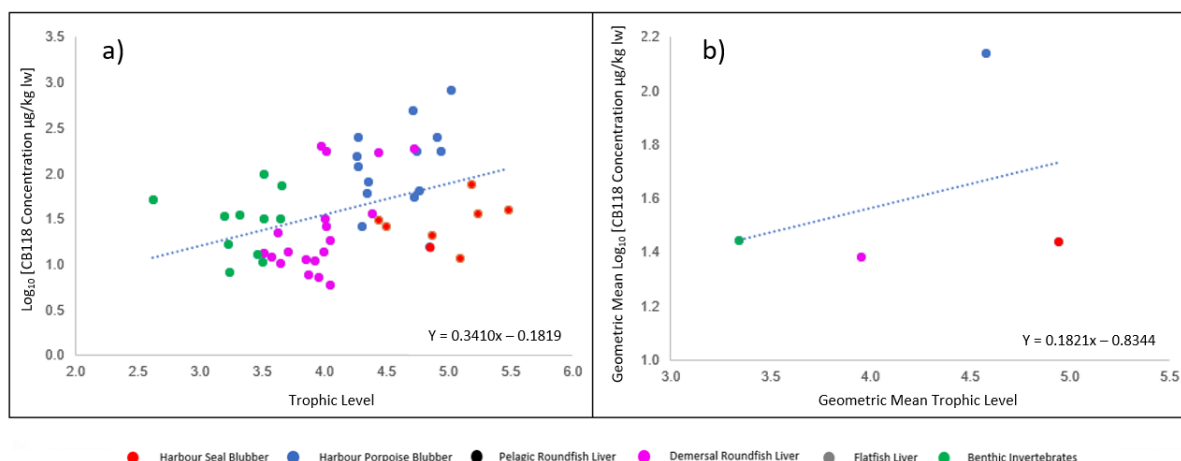 a)
Log₁₀ [CB118 Concentration µg/kg lw]
3.5
3.0
2.5
2.0
1.5
1.0
0.5
0.0
2.0 2.5 3.0 3.5 4.0 4.5 5.0 5.5 6.0
Trophic Level
Y = 0.3410x – 0.1819
b)
Geometric Mean Log₁₀ [CB118 Concentration µg/kg lw]
2.2
2.0
1.8
1.6
1.4
1.2
1.0
3.0 3.5 4.0 4.5 5.0 5.5
Geometric Mean Trophic Level
Y = 0.1821x – 0.8344
Harbour Seal Blubber Harbour Porpoise Blubber Pelagic Roundfish Liver Demersal Roundfish Liver Flatfish Liver Benthic Invertebrates